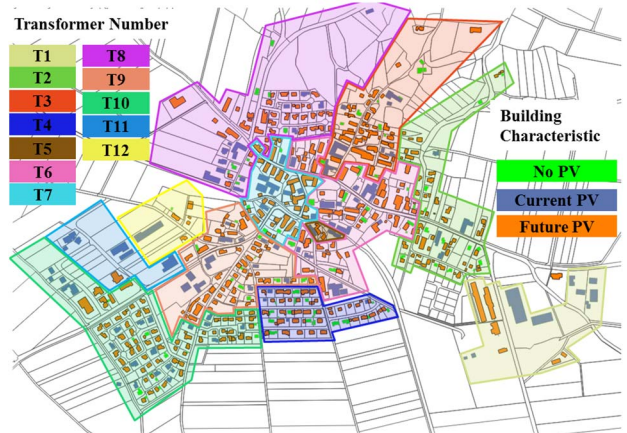 Transformer Number
T1
T2
T3
T4
T5
T6
T7
T8
T9
T10
T11
T12
Building
Characteristic
No PV
Current PV
Future PV